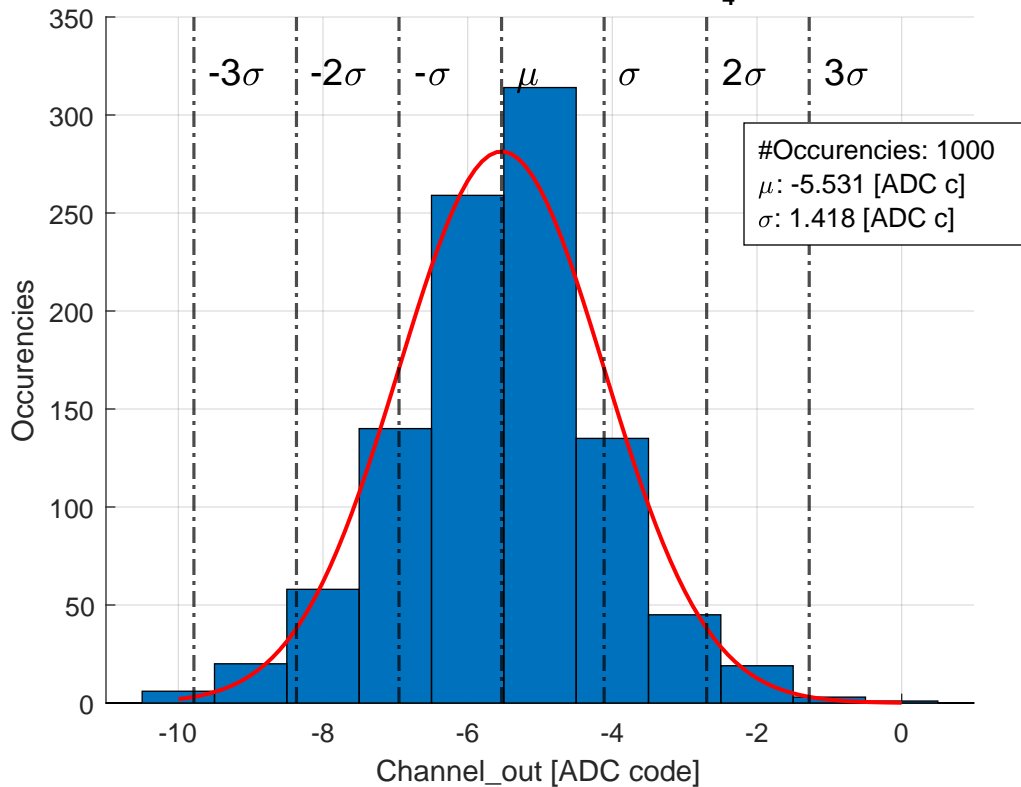 4
350
300
250
200
150
100
50
0
-3σ -2σ -σ μ σ 2σ 3σ
#Occurencies: 1000
μ: -5.531 [ADC c]
σ: 1.418 [ADC c]
Occurencies
-10 -8 -6 -4 -2 0
Channel_out [ADC code]